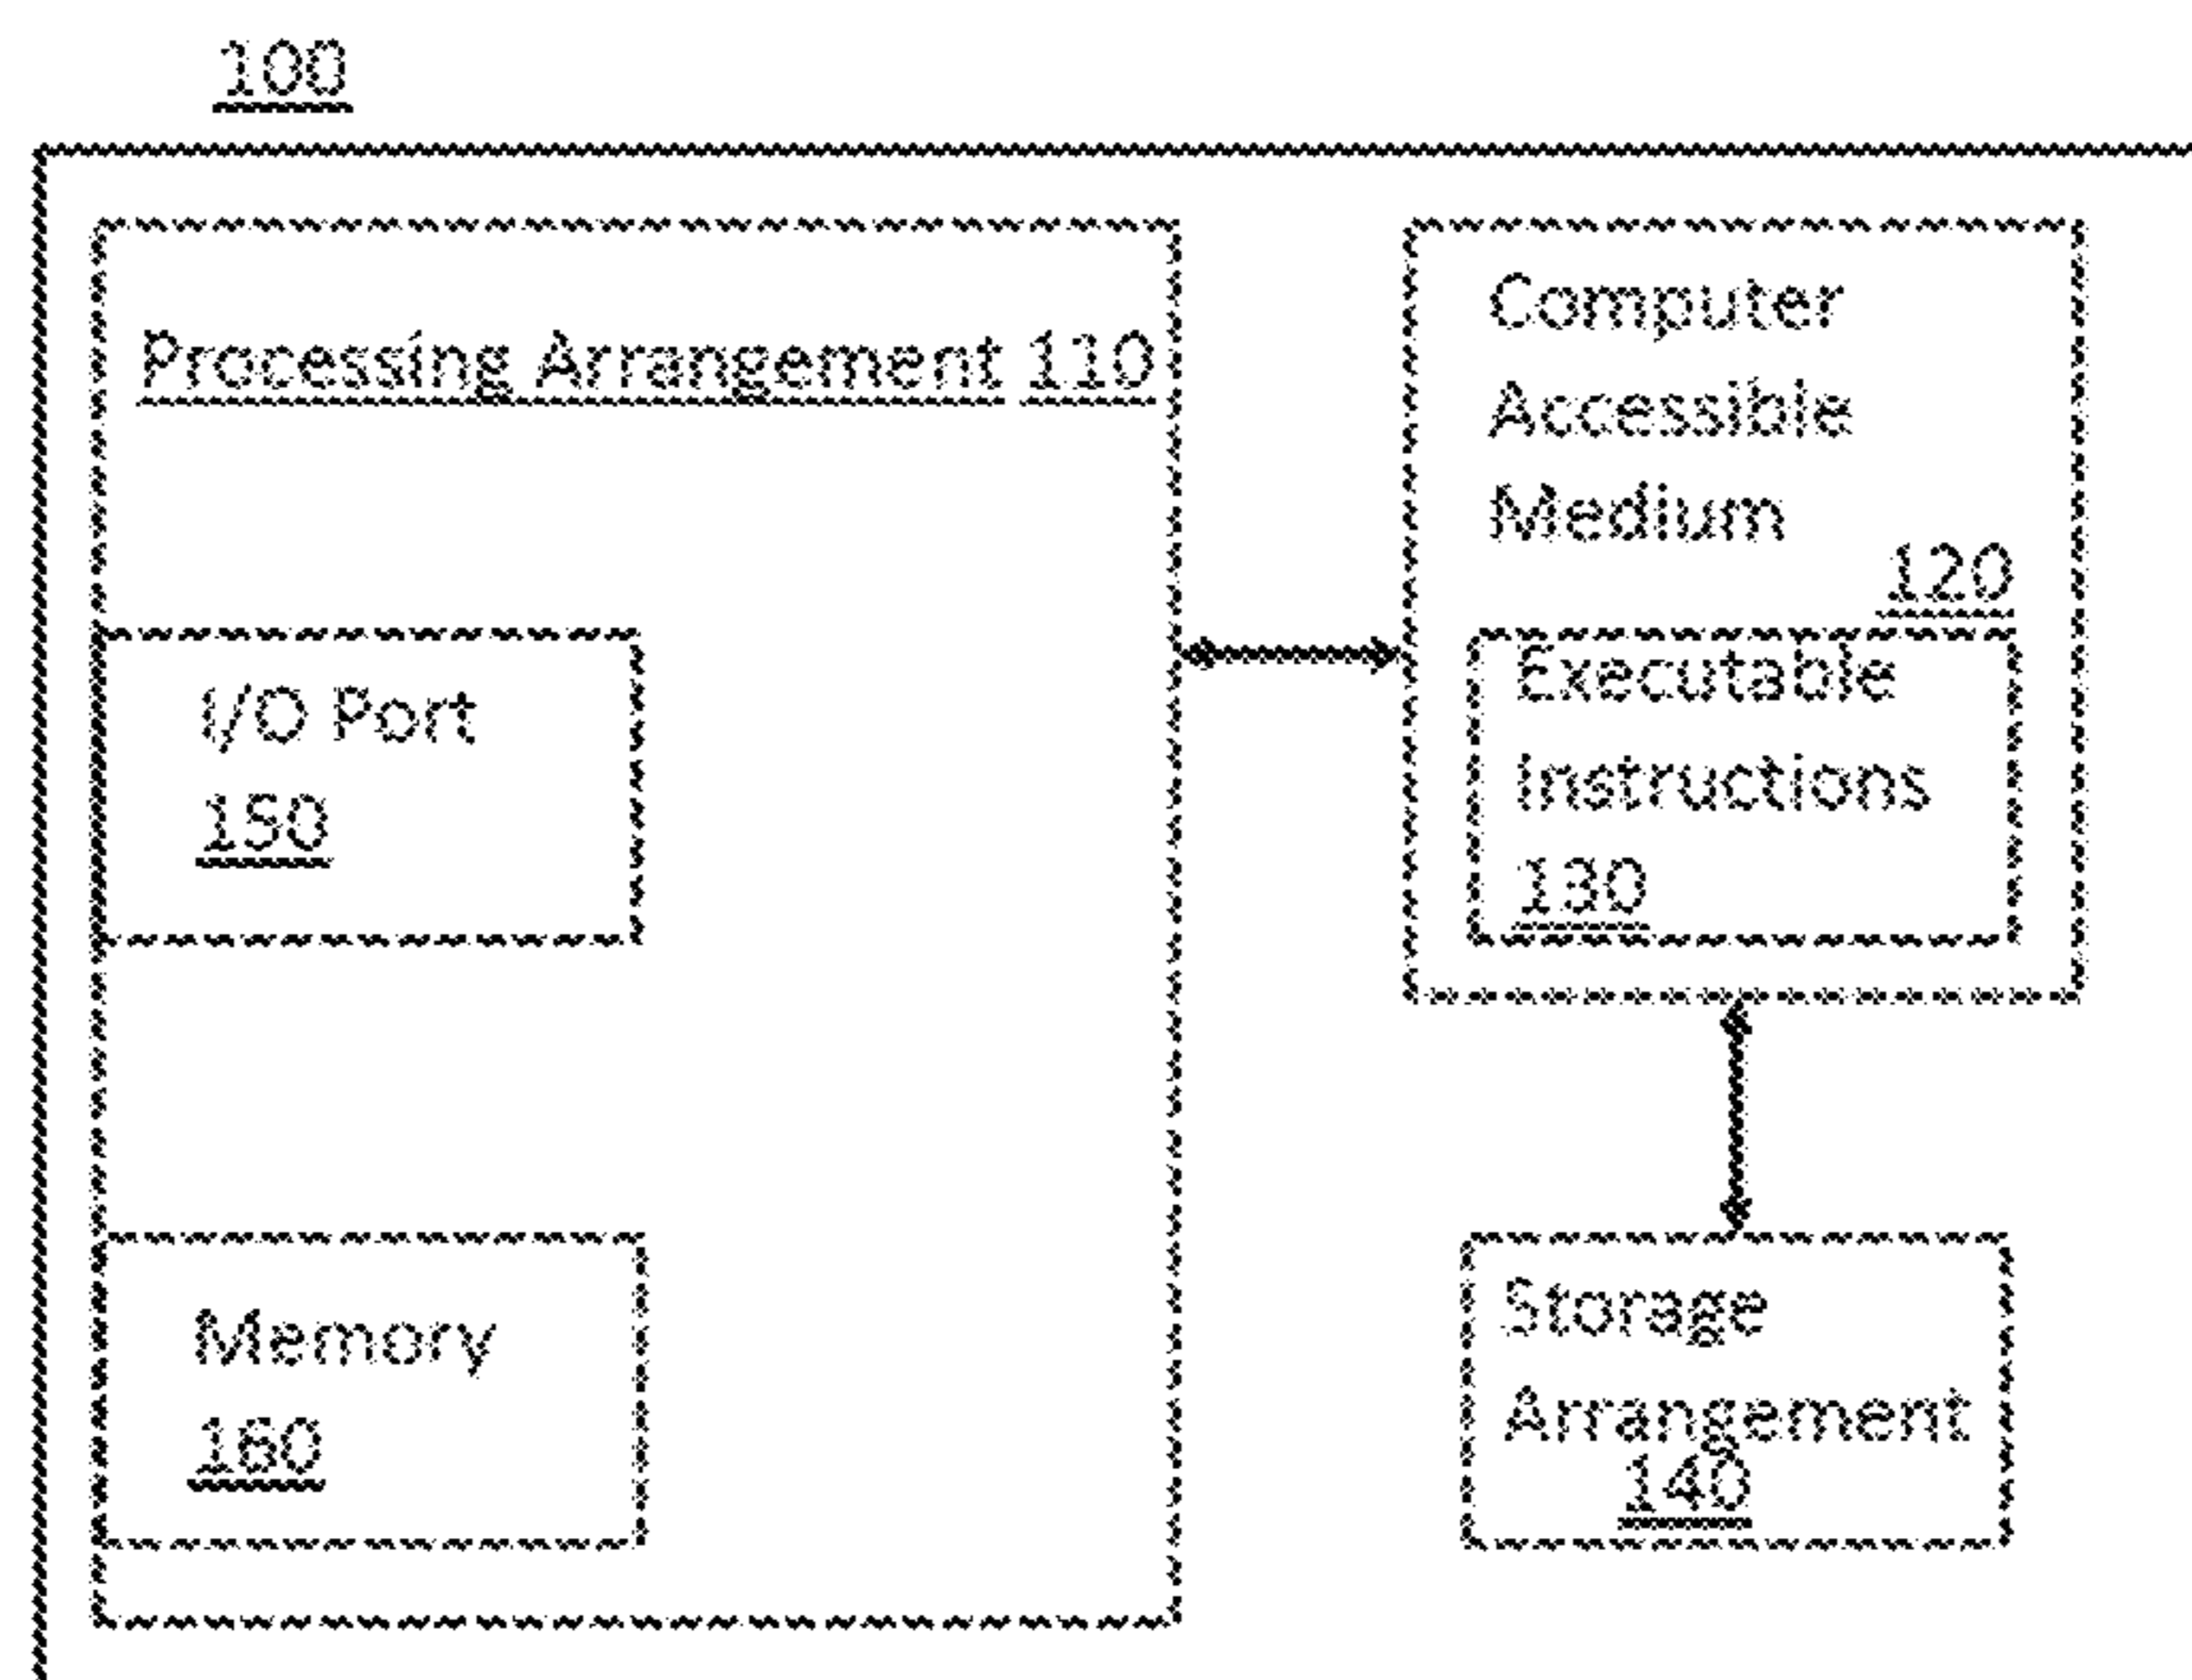 100
Processing Arrangement 110
I/O Port
150
Memory
160
Computer
Accessible
Medium
120
Executable
Instructions
130
Storage
Arrangement
140